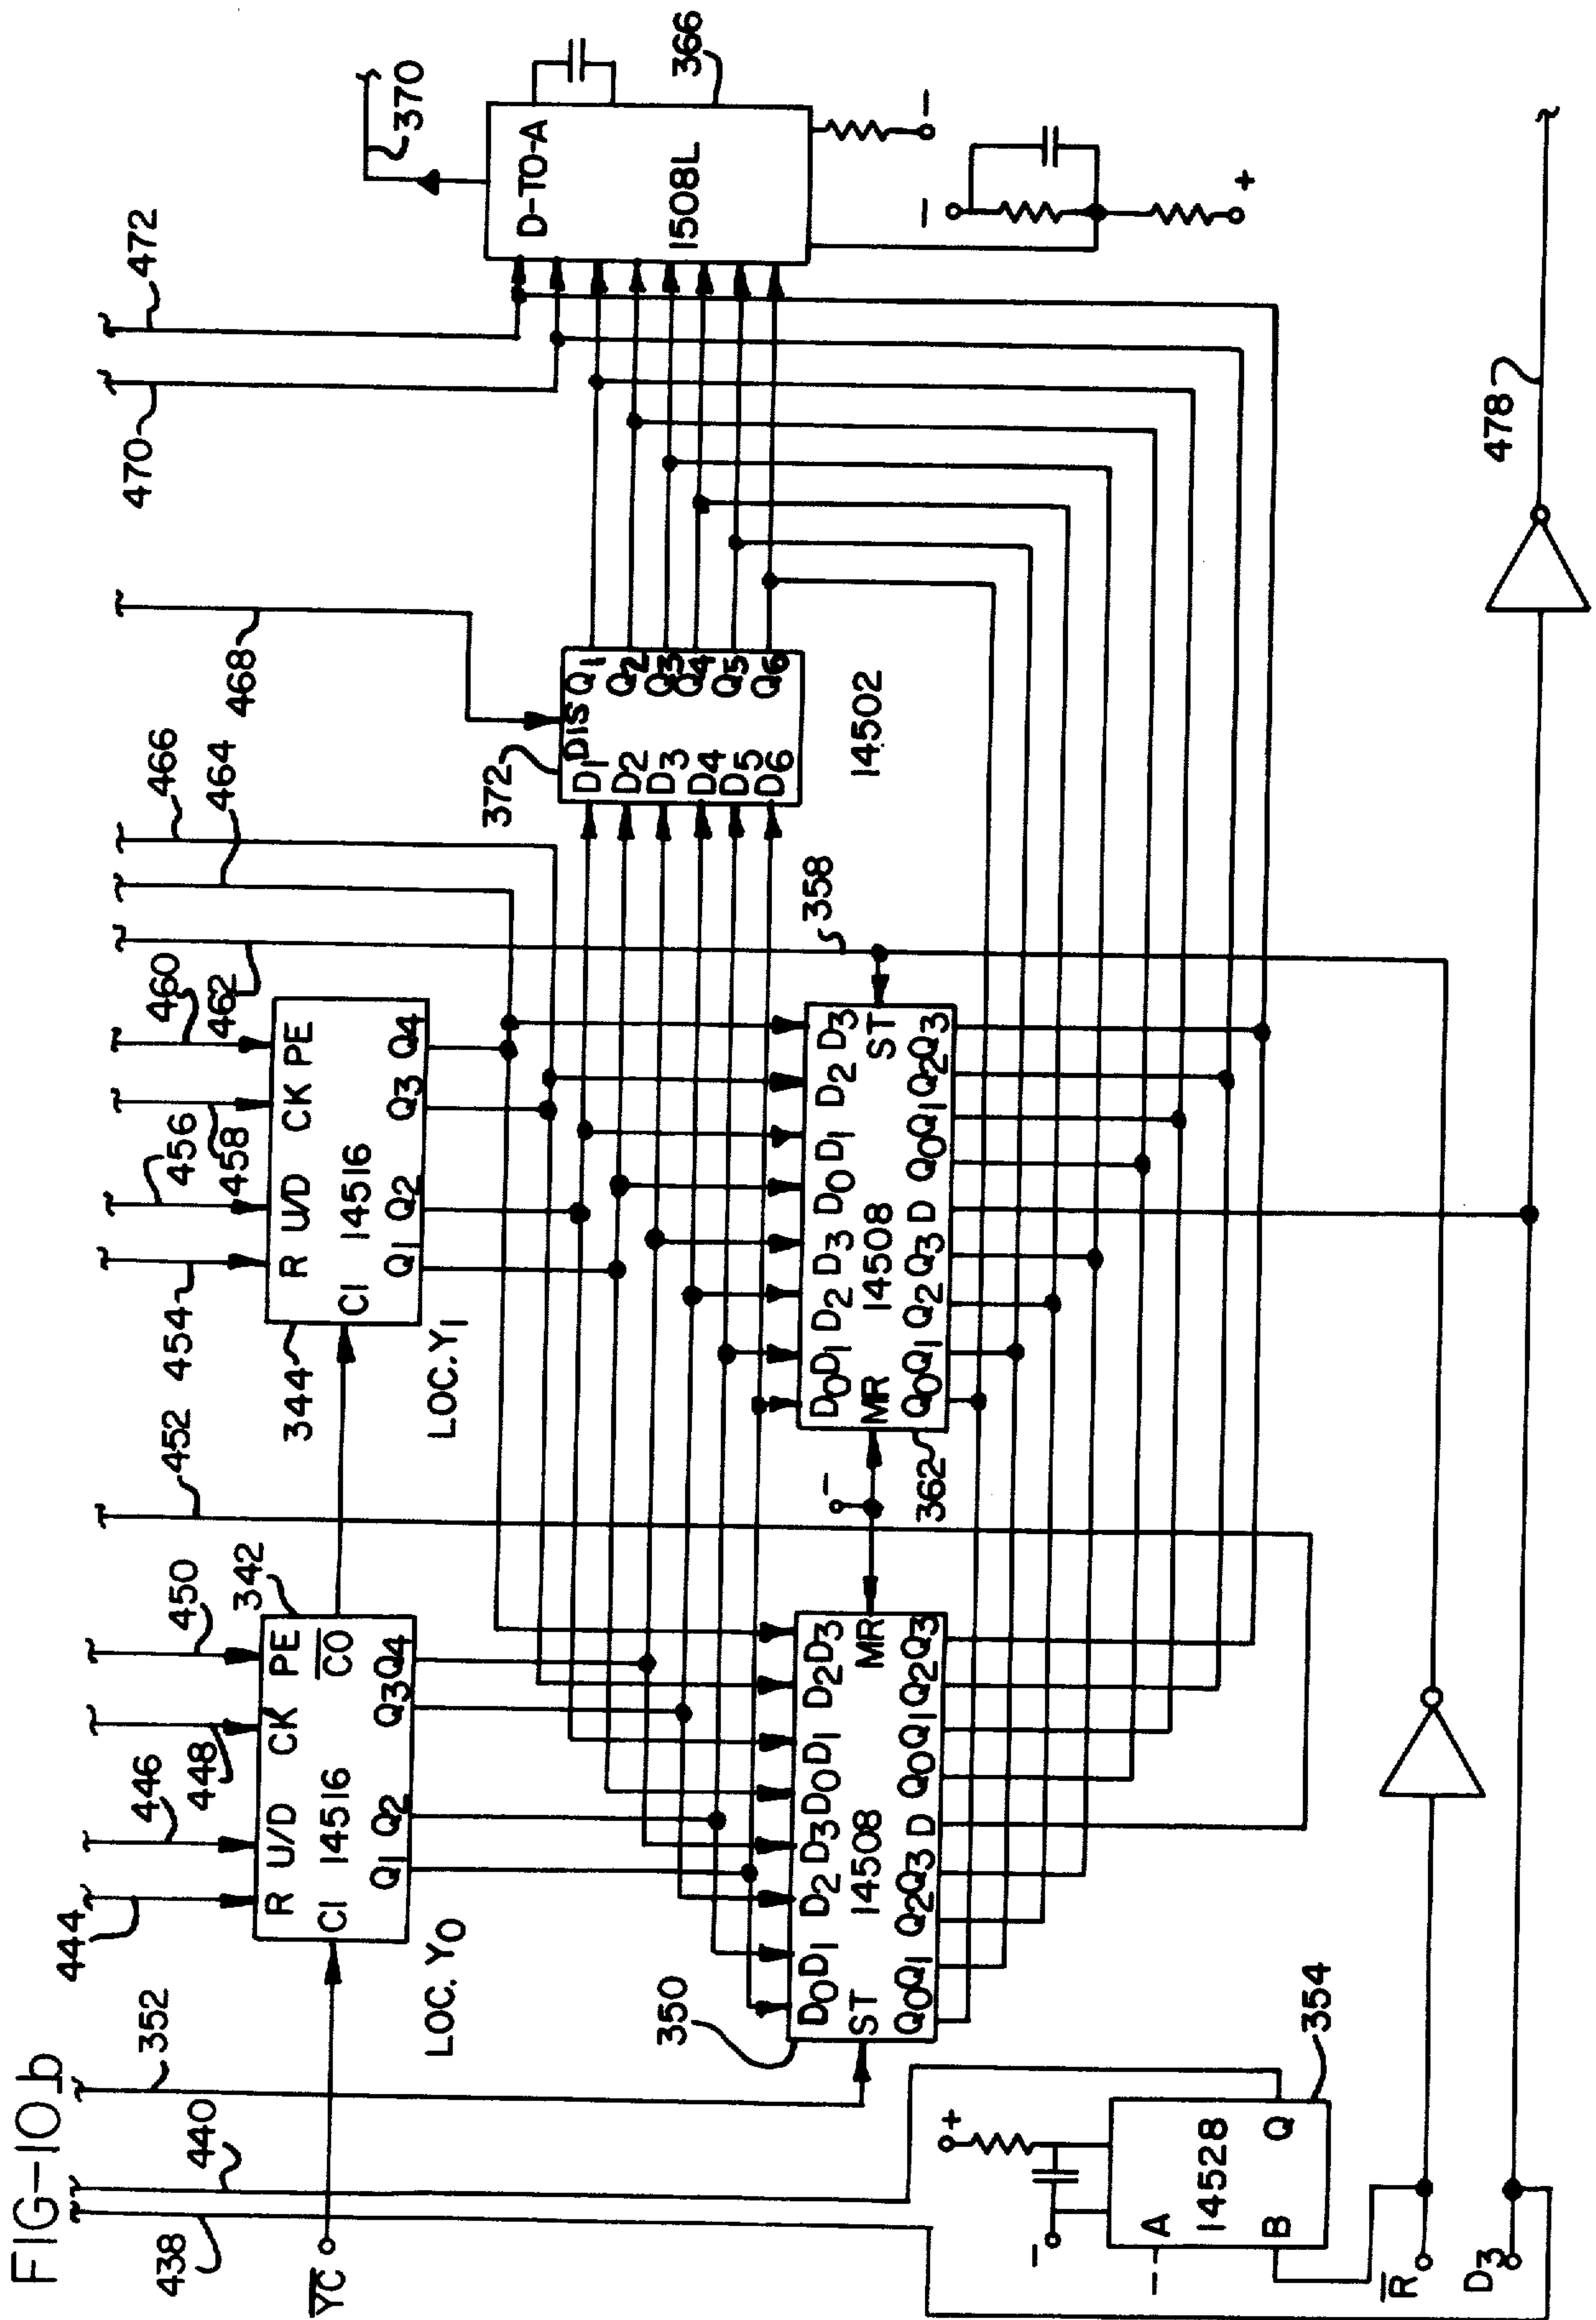 FIG-10b
438
440
352
444
446
448
450
342
452
454
456
458
460
462
464
466
468
470
472
370
YC
R U/D CK PE
CI 14516 CO
Q1 Q2 Q3 Q4
LOC. Y0
344
R U/D CK PE
CI 14516
Q1 Q2 Q3 Q4
LOC. Y1
372
DIS
D1 Q1
D2 Q2
D3 Q3
D4 Q4
D5 Q5
D6 Q6
14502
D-TO-A
1508L
366
350
D0 D1 D2 D3 D0 D1 D2 D3
ST 14508 MR
Q0 Q1 Q2 Q3 D Q0 Q1 Q2 Q3
−
358
D0 D1 D2 D3 D0 D1 D2 D3
MR 14508 ST
Q0 Q1 Q2 Q3 D Q0 Q1 Q2 Q3
362
−
−
+
+
−
− A
14528
B Q
354
R
D3
478